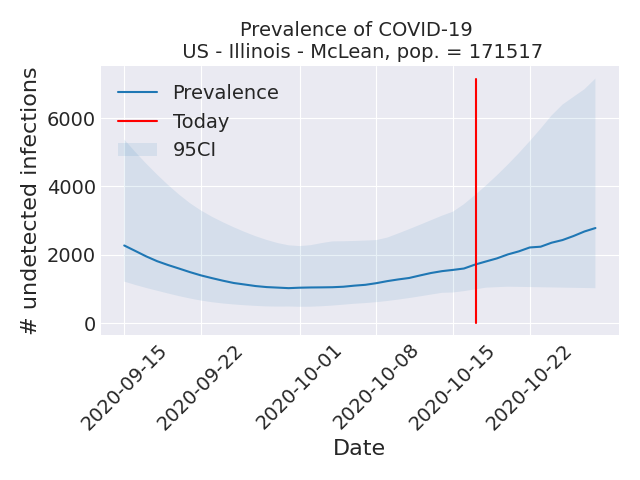 Prevalence of COVID-19
US - Illinois - McLean, pop. = 171517
# undetected infections
6000
4000
2000
0
Prevalence
Today
95CI
2020-09-15
2020-09-22
2020-10-01
2020-10-08
2020-10-15
2020-10-22
Date